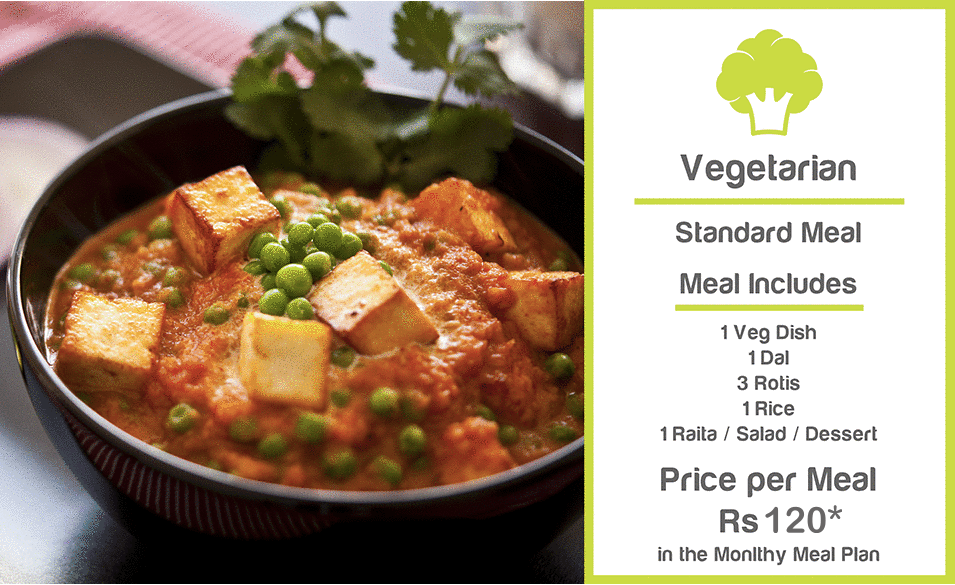 Vegetarian
Standard Meal
Meal Includes
1 Veg Dish
1 Dal
3 Rotis
1 Rice
1 Raita / Salad / Dessert
Price per Meal
Rs 120*
in the Monlthy Meal Plan